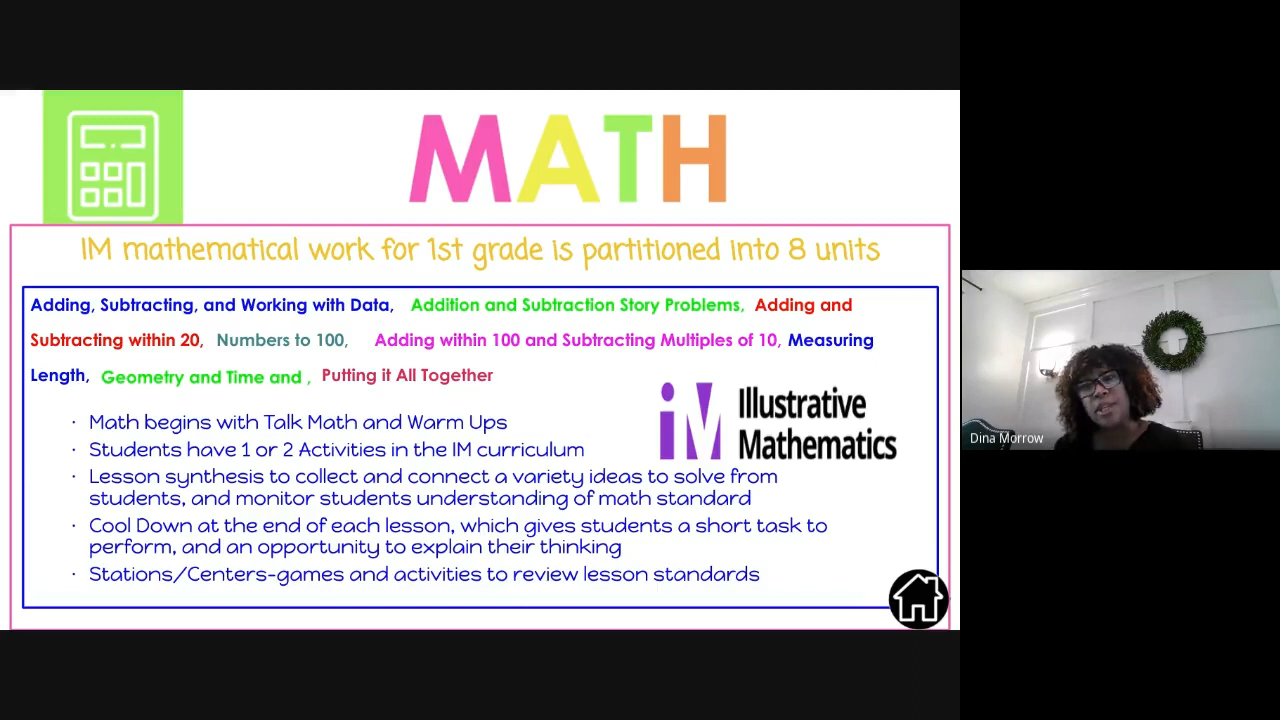 MATH
IM mathematical work for 1st grade is partitioned into 8 units
Adding, Subtracting, and Working with Data, Addition and Subtraction Story Problems, Adding and
Subtracting within 20, Numbers to 100, Adding within 100 and Subtracting Multiples of 10, Measuring
Length, Geometry and Time and , Putting it All Together
iM Illustrative
Mathematics
· Math begins with Talk Math and Warm Ups
· Students have 1 or 2 Activities in the IM curriculum
· Lesson synthesis to collect and connect a variety ideas to solve from
students, and monitor students understanding of math standard
· Cool Down at the end of each lesson, which gives students a short task to
perform, and an opportunity to explain their thinking
· Stations/Centers-games and activities to review lesson standards
Dina Morrow